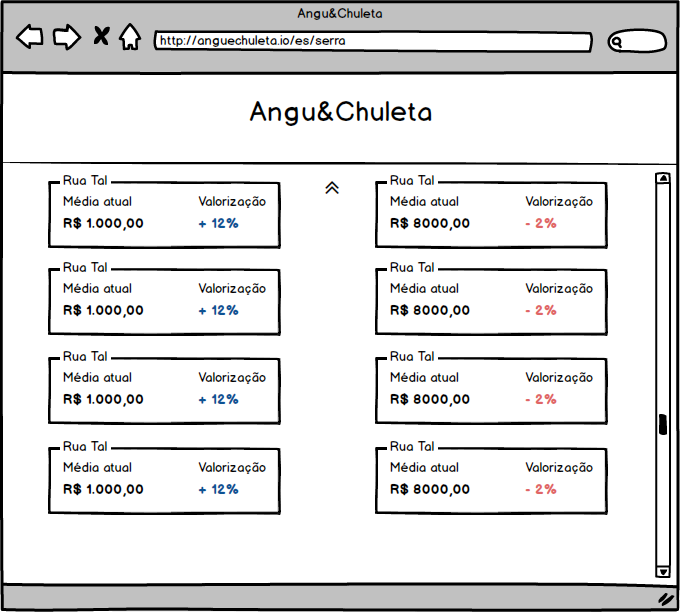 Angu&Chuleta
http://anguechuleta.io/es/serra
Angu&Chuleta
Rua Tal
Média atual Valorização
R$ 1.000,00 + 12%
Rua Tal
Média atual Valorização
R$ 8000,00 - 2%
Rua Tal
Média atual Valorização
R$ 1.000,00 + 12%
Rua Tal
Média atual Valorização
R$ 8000,00 - 2%
Rua Tal
Média atual Valorização
R$ 1.000,00 + 12%
Rua Tal
Média atual Valorização
R$ 8000,00 - 2%
Rua Tal
Média atual Valorização
R$ 1.000,00 + 12%
Rua Tal
Média atual Valorização
R$ 8000,00 - 2%